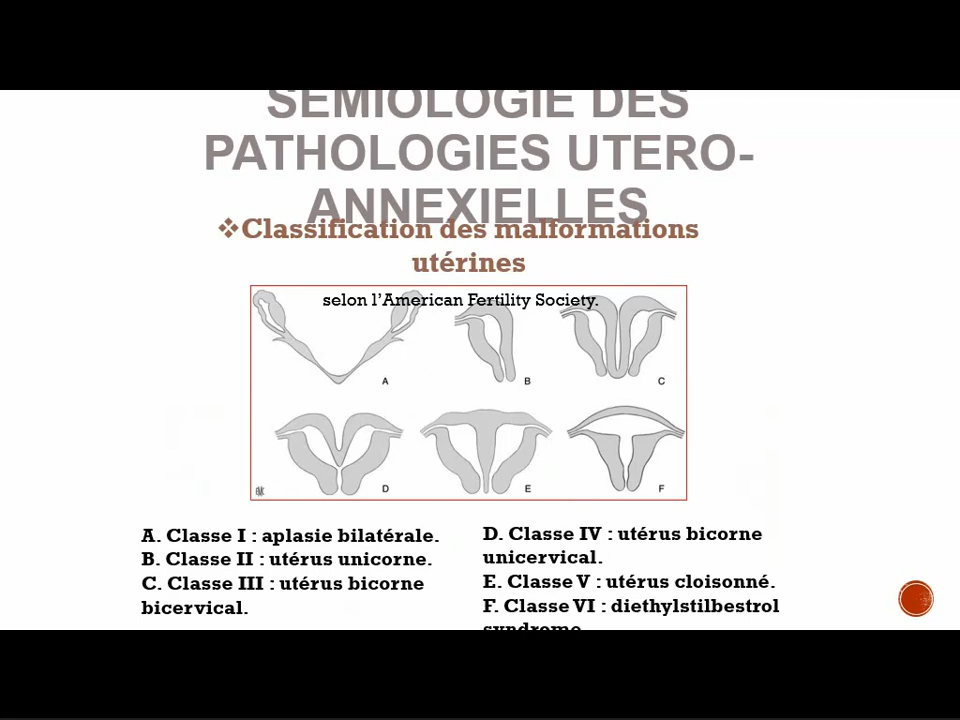 SEMIOLOGIE DES
PATHOLOGIES UTERO-
ANNEXIELLES
❖Classification des malformations
utérines
selon l’American Fertility Society.
A
B
C
D
E
F
A. Classe I : aplasie bilatérale.
B. Classe II : utérus unicorne.
C. Classe III : utérus bicorne
bicervical.
D. Classe IV : utérus bicorne
unicervical.
E. Classe V : utérus cloisonné.
F. Classe VI : diethylstilbestrol
syndrome